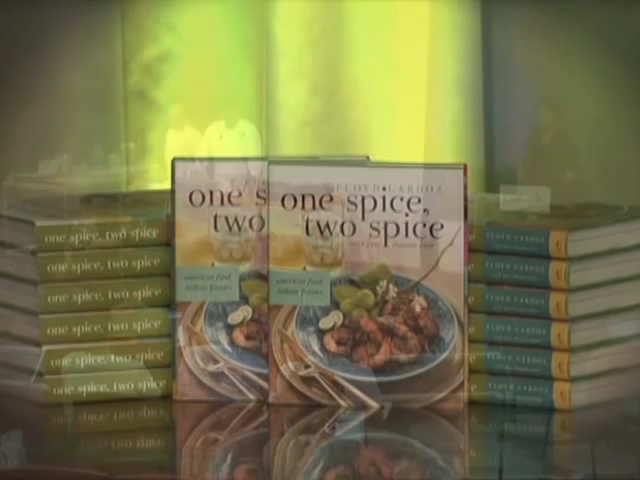 one spice,
two spice
FLOYD CARDOZ
one spice,
two spice
american food,
indian flavors
one s
two
american food,
indian flavors
one spice, two spice
one spice, two spice
one spice, two spice
one spice, two spice
one spice, two spice
one spice, two spice
FLOYD CARDOZ
FLOYD CARDOZ
FLOYD CARDOZ
FLOYD CARDOZ
FLOYD CARDOZ
FLOYD CARDOZ